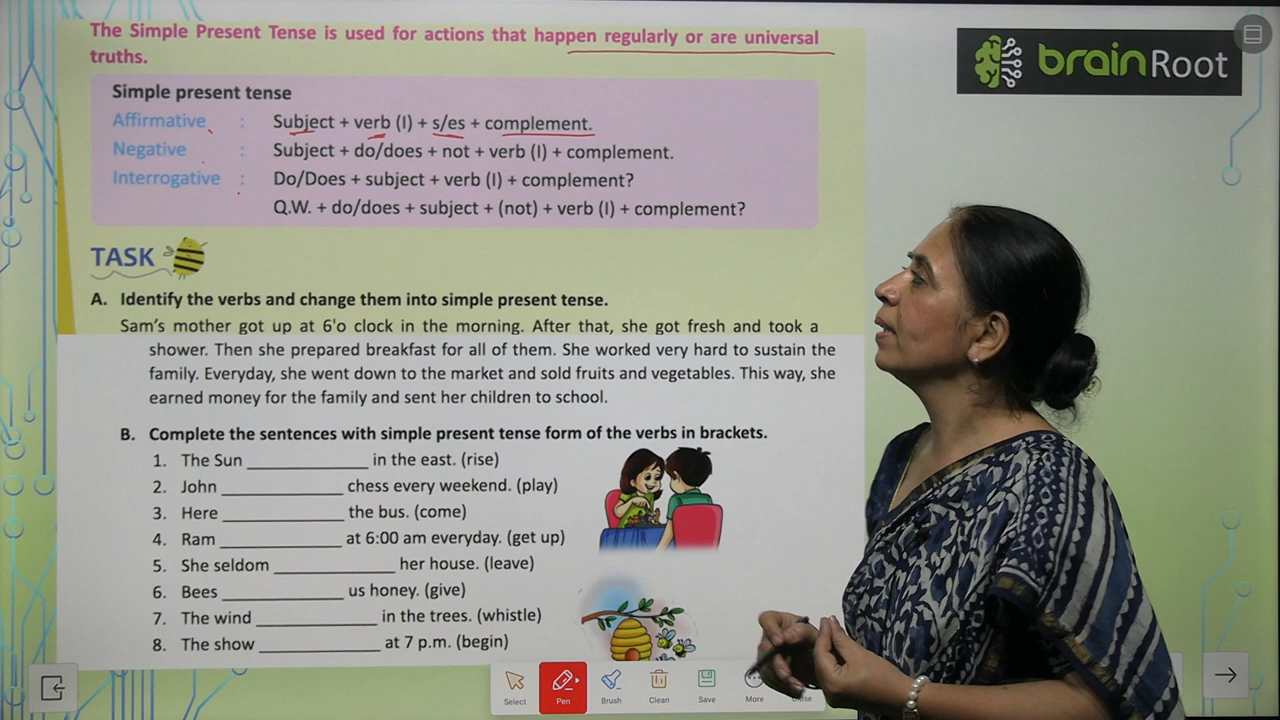 The Simple Present Tense is used for actions that happen regularly or are universal
truths.
brainRoot
Simple present tense
Affirmative : Subject + verb (I) + s/es + complement.
Negative : Subject + do/does + not + verb (I) + complement.
Interrogative : Do/Does + subject + verb (I) + complement?
Q.W. + do/does + subject + (not) + verb (I) + complement?
TASK
A. Identify the verbs and change them into simple present tense.
Sam's mother got up at 6'o clock in the morning. After that, she got fresh and took a
shower. Then she prepared breakfast for all of them. She worked very hard to sustain the
family. Everyday, she went down to the market and sold fruits and vegetables. This way, she
earned money for the family and sent her children to school.
B. Complete the sentences with simple present tense form of the verbs in brackets.
1. The Sun ____________ in the east. (rise)
2. John ____________ chess every weekend. (play)
3. Here ____________ the bus. (come)
4. Ram ____________ at 6:00 am everyday. (get up)
5. She seldom ____________ her house. (leave)
6. Bees ____________ us honey. (give)
7. The wind ____________ in the trees. (whistle)
8. The show ____________ at 7 p.m. (begin)
Select Pen Brush Clean Save More